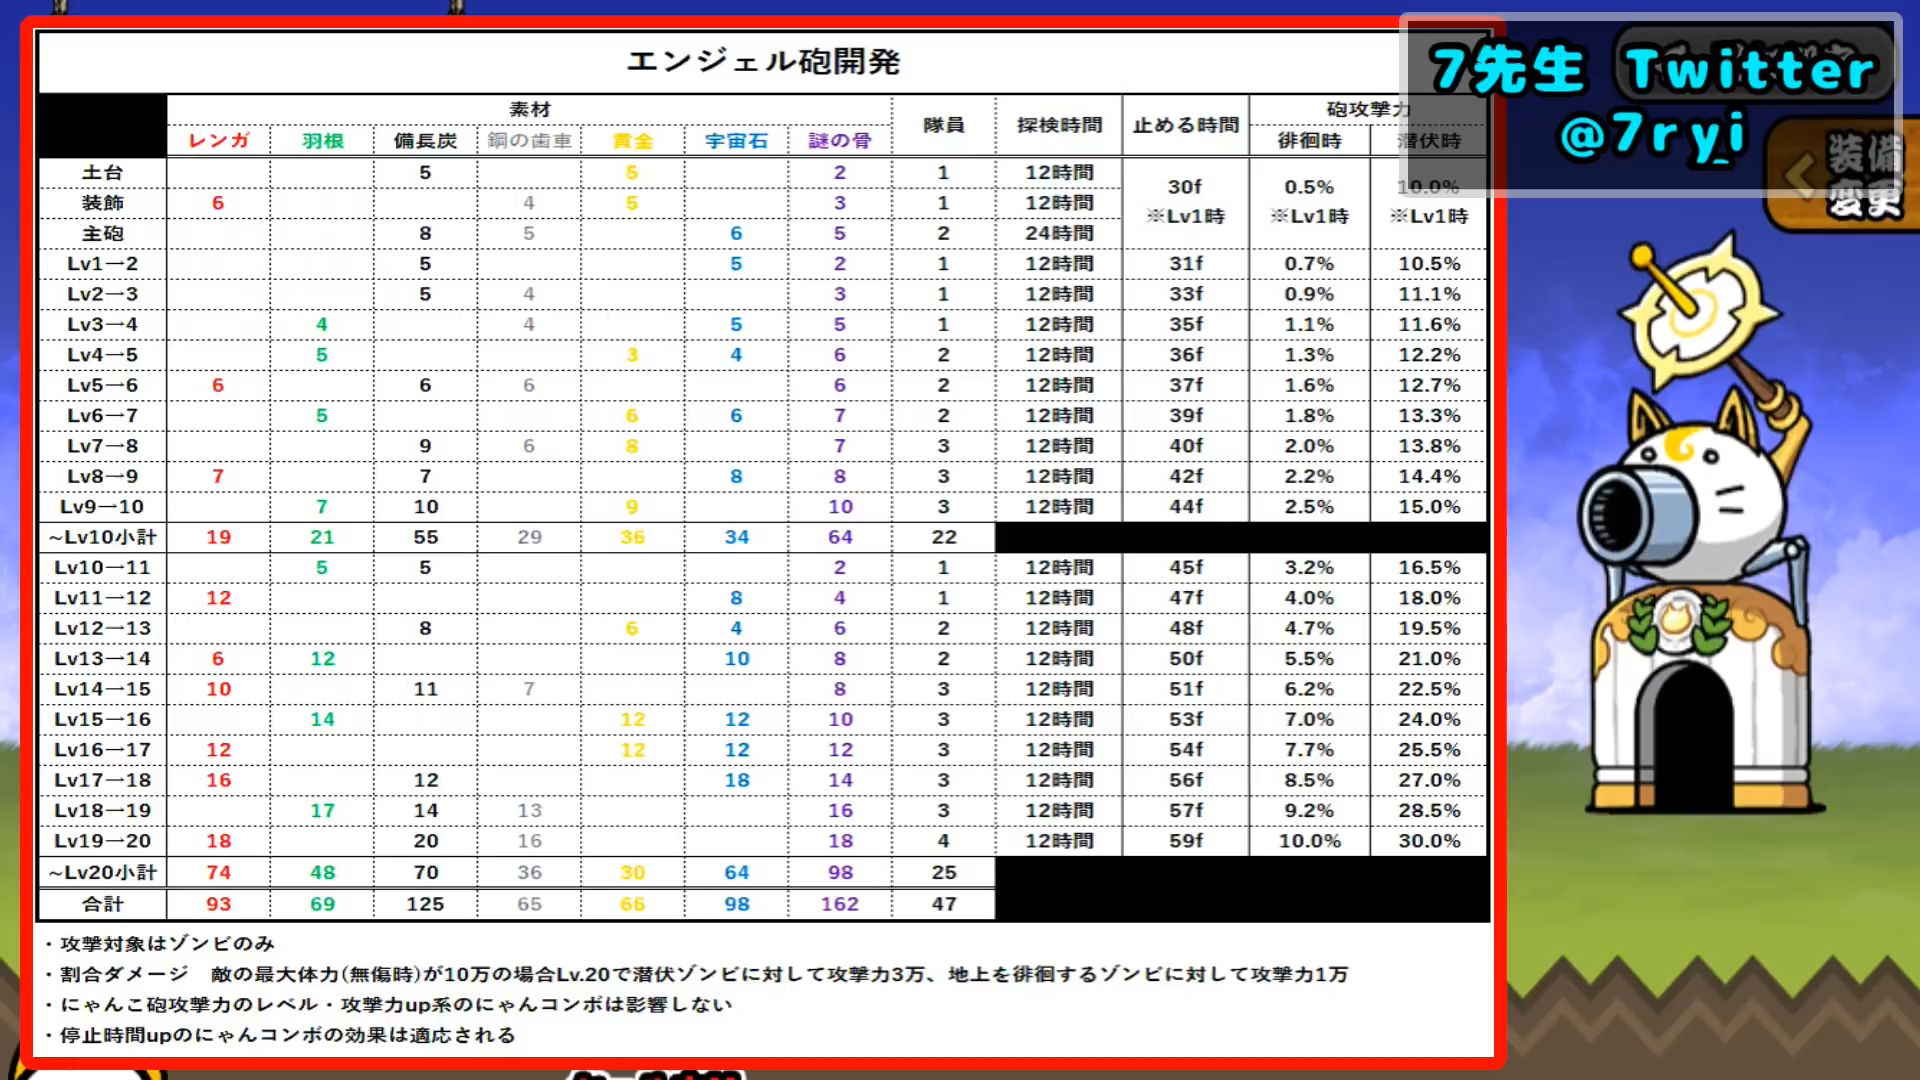 エンジェル砲開発
7先生 Twitter
@7ryi_
装備
変更
素材 隊員 探検時間 止める時間 砲攻撃力
レンガ 羽根 備長炭 鋼の歯車 黄金 宇宙石 謎の骨 徘徊時 潜伏時
土台 5 5 2 1 12時間 30f 0.5% 10.0%
装飾 6 4 5 3 1 12時間 ※Lv1時 ※Lv1時 ※Lv1時
主砲 8 5 6 5 2 24時間
Lv1→2 5 5 2 1 12時間 31f 0.7% 10.5%
Lv2→3 5 4 3 1 12時間 33f 0.9% 11.1%
Lv3→4 4 4 5 5 1 12時間 35f 1.1% 11.6%
Lv4→5 5 3 4 6 2 12時間 36f 1.3% 12.2%
Lv5→6 6 6 6 6 2 12時間 37f 1.6% 12.7%
Lv6→7 5 6 6 7 2 12時間 39f 1.8% 13.3%
Lv7→8 9 6 8 7 3 12時間 40f 2.0% 13.8%
Lv8→9 7 7 8 8 3 12時間 42f 2.2% 14.4%
Lv9→10 7 10 9 10 3 12時間 44f 2.5% 15.0%
~Lv10小計 19 21 55 29 36 34 64 22
Lv10→11 5 5 2 1 12時間 45f 3.2% 16.5%
Lv11→12 12 8 4 1 12時間 47f 4.0% 18.0%
Lv12→13 8 6 4 6 2 12時間 48f 4.7% 19.5%
Lv13→14 6 12 10 8 2 12時間 50f 5.5% 21.0%
Lv14→15 10 11 7 8 3 12時間 51f 6.2% 22.5%
Lv15→16 14 12 12 10 3 12時間 53f 7.0% 24.0%
Lv16→17 12 12 12 12 3 12時間 54f 7.7% 25.5%
Lv17→18 16 12 18 14 3 12時間 56f 8.5% 27.0%
Lv18→19 17 14 13 16 3 12時間 57f 9.2% 28.5%
Lv19→20 18 20 16 18 4 12時間 59f 10.0% 30.0%
~Lv20小計 74 48 70 36 30 64 98 25
合計 93 69 125 65 66 98 162 47
・攻撃対象はゾンビのみ
・割合ダメージ 敵の最大体力(無傷時)が10万の場合Lv.20で潜伏ゾンビに対して攻撃力3万、地上を徘徊するゾンビに対して攻撃力1万
・にゃんこ砲攻撃力のレベル・攻撃力up系のにゃんコンボは影響しない
・停止時間upのにゃんコンボの効果は適応される